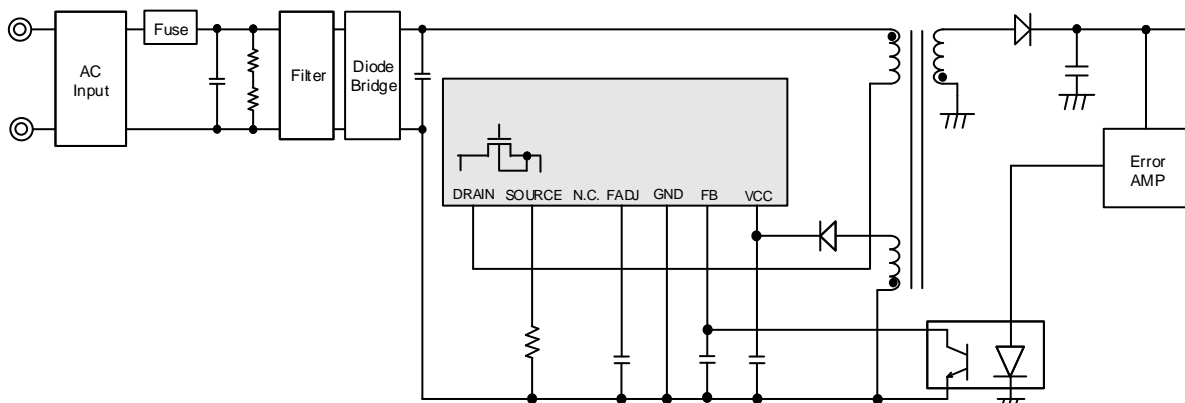 Fuse
AC
Input
Filter
Diode
Bridge
DRAIN SOURCE N.C. FADJ GND FB VCC
Error
AMP